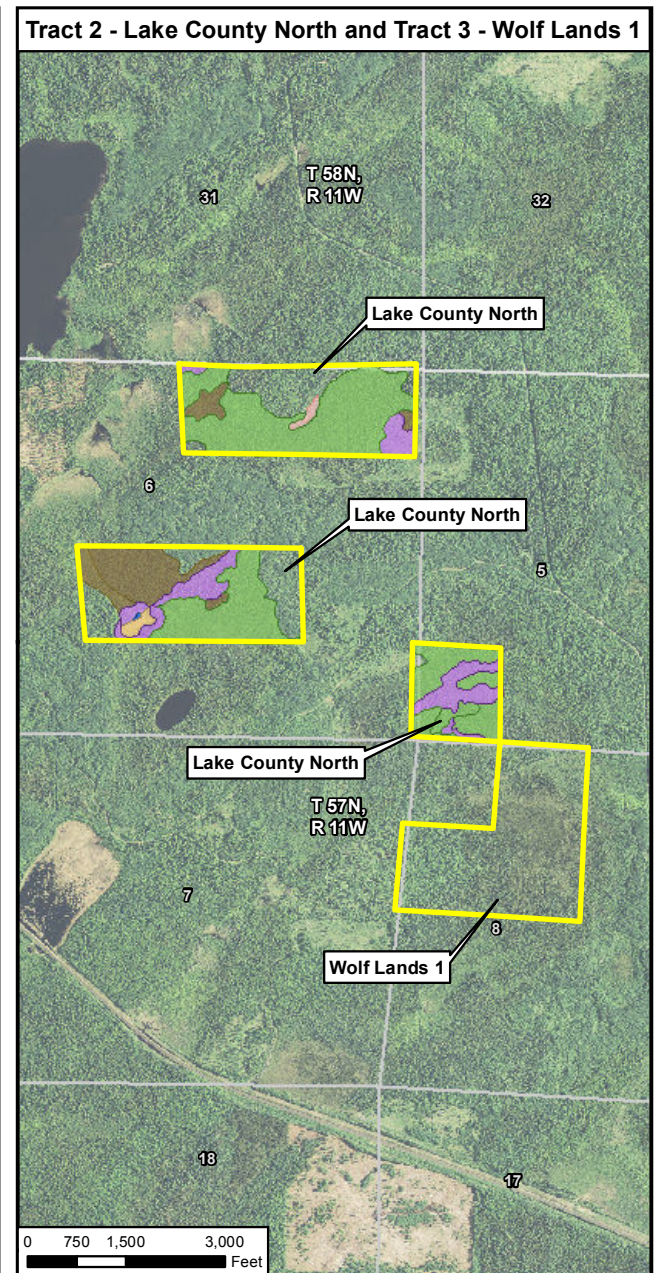 Tract 2 - Lake County North and Tract 3 - Wolf Lands 1
T 58N,
R 11W
31
32
Lake County North
6
Lake County North
5
Lake County North
T 57N,
R 11W
7
8
Wolf Lands 1
18
17
0 750 1,500 3,000
Feet